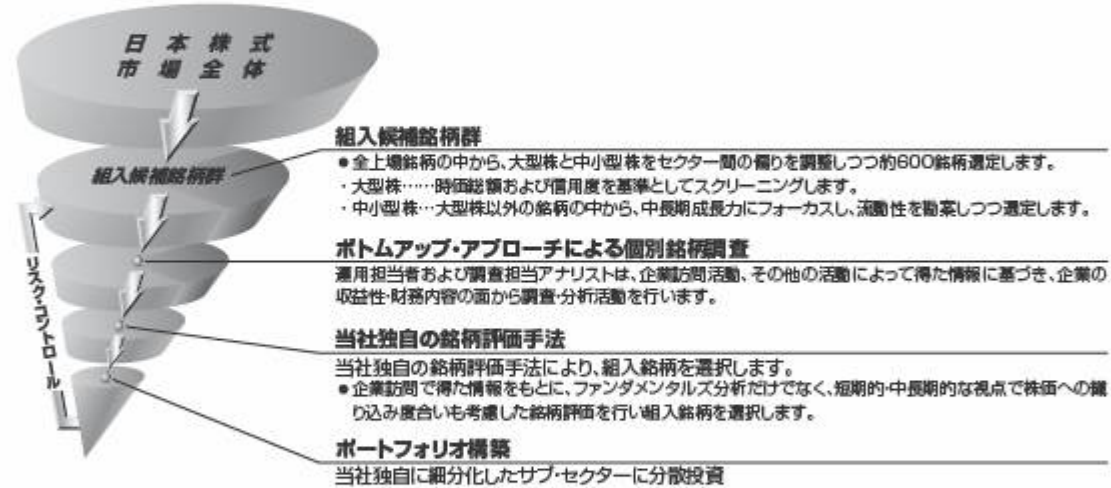 日本株式
市場全体
組入候補銘柄群
リスク・コントロール
組入候補銘柄群
●全上場銘柄の中から、大型株と中小型株をセクター間の偏りを調整しつつ約600銘柄選定します。
・大型株……時価総額および信用度を基準としてスクリーニングします。
・中小型株…大型株以外の銘柄の中から、中長期成長力にフォーカスし、流動性を勘案しつつ選定します。
ボトムアップ・アプローチによる個別銘柄調査
運用担当者および調査担当アナリストは、企業訪問活動、その他の活動によって得た情報に基づき、企業の
収益性・財務内容の面から調査・分析活動を行います。
当社独自の銘柄評価手法
当社独自の銘柄評価手法により、組入銘柄を選択します。
●企業訪問で得た情報をもとに、ファンダメンタルズ分析だけでなく、短期的・中長期的な視点で株価への織
り込み度合いも考慮した銘柄評価を行い組入銘柄を選択します。
ポートフォリオ構築
当社独自に細分化したサブ・セクターに分散投資